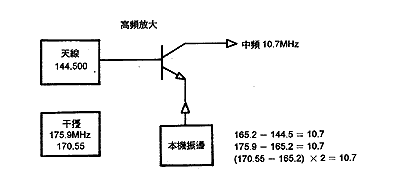 高頻放大
天線
144.500
中頻 10.7MHz
干擾
175.9MHz
170.55
本機振盪
165.2 − 144.5 = 10.7
175.9 − 165.2 = 10.7
(170.55 − 165.2) × 2 = 10.7